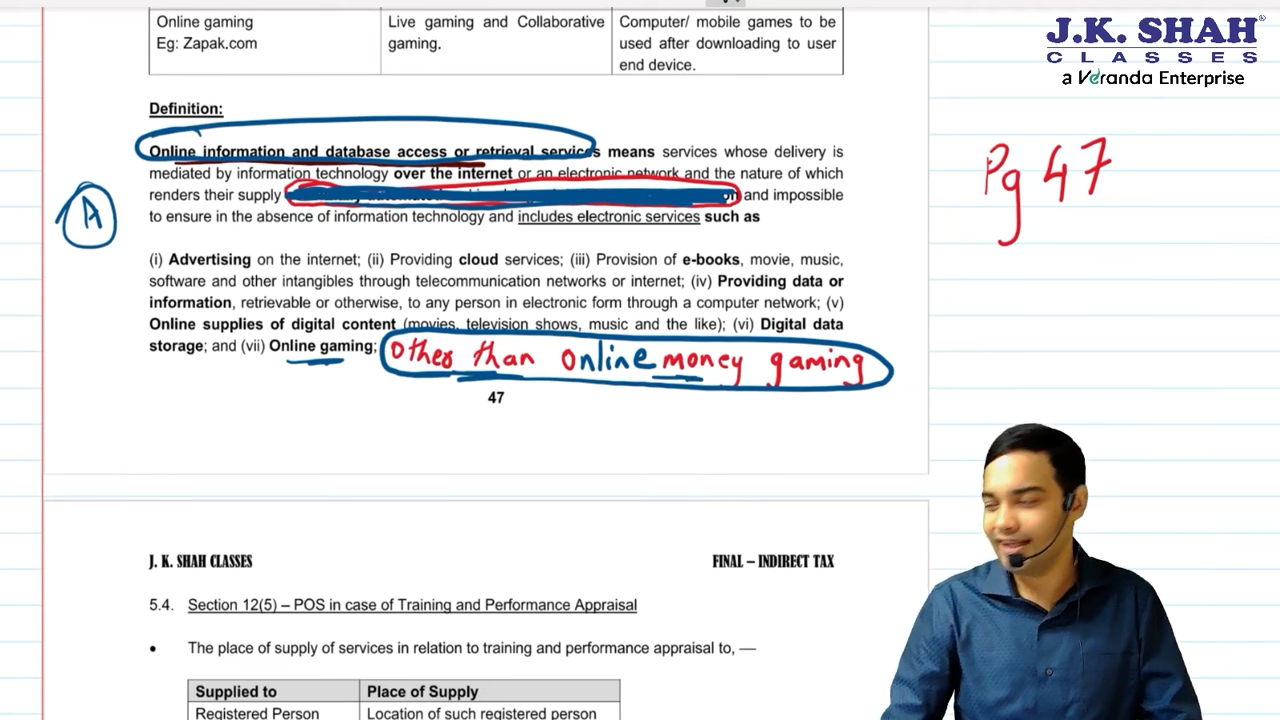 J.K. SHAH®
CLASSES
a Veranda Enterprise
Online gaming
Eg: Zapak.com
Live gaming and Collaborative
gaming.
Computer/ mobile games to be
used after downloading to user
end device.
Definition:
Online information and database access or retrieval services means services whose delivery is
mediated by information technology over the internet or an electronic network and the nature of which
renders their supply and impossible
to ensure in the absence of information technology and includes electronic services such as
(i) Advertising on the internet; (ii) Providing cloud services; (iii) Provision of e-books, movie, music,
software and other intangibles through telecommunication networks or internet; (iv) Providing data or
information, retrievable or otherwise, to any person in electronic form through a computer network; (v)
Online supplies of digital content (movies, television shows, music and the like); (vi) Digital data
storage; and (vii) Online gaming; Other than Online money gaming
A
Pg 47
47
J. K. SHAH CLASSES
FINAL – INDIRECT TAX
5.4. Section 12(5) – POS in case of Training and Performance Appraisal
• The place of supply of services in relation to training and performance appraisal to, —
Supplied to
Place of Supply
Registered Person
Location of such registered person